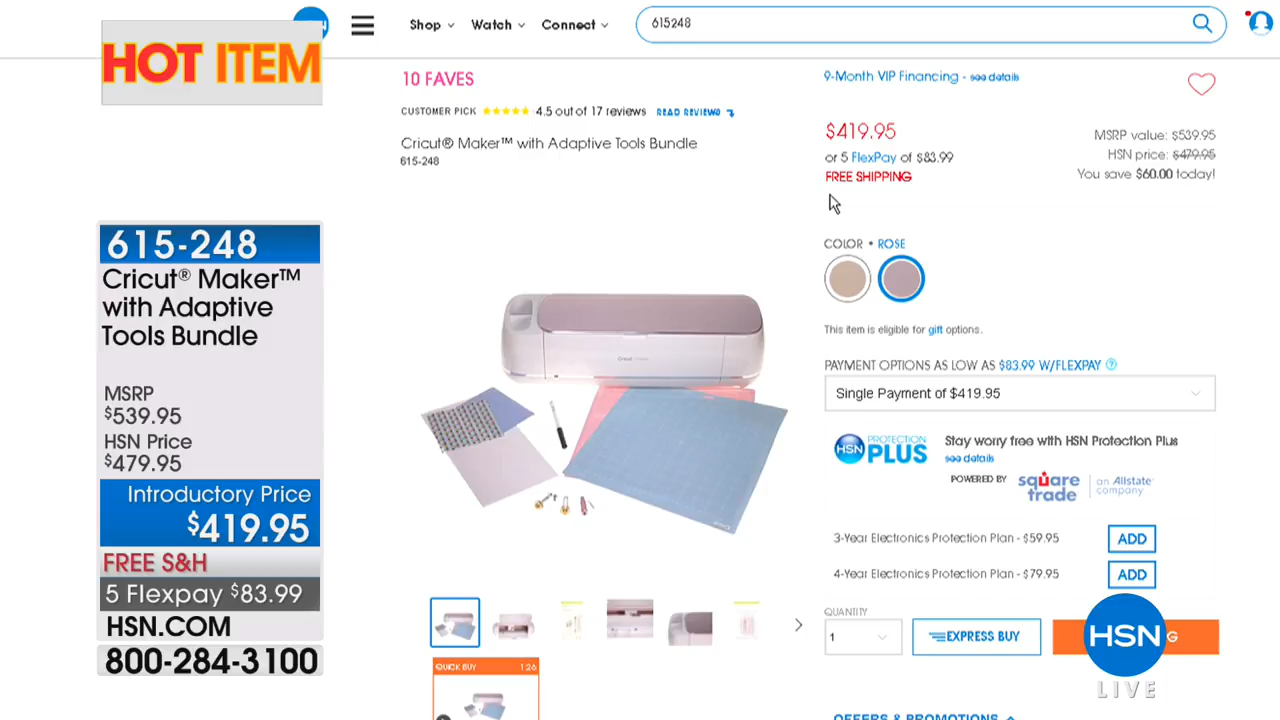 HOT ITEM
Shop
Watch
Connect
615248
10 FAVES
CUSTOMER PICK
4.5 out of 17 reviews
READ REVIEWS
Cricut® Maker™ with Adaptive Tools Bundle
615-248
9-Month VIP Financing - see details
$419.95
or 5 FlexPay of $83.99
FREE SHIPPING
MSRP value: $539.95
HSN price: $479.95
You save $60.00 today!
COLOR • ROSE
This item is eligible for gift options.
PAYMENT OPTIONS AS LOW AS $83.99 W/FLEXPAY
Single Payment of $419.95
HSN PROTECTION PLUS
Stay worry free with HSN Protection Plus
see details
POWERED BY
square trade
an Allstate® company
3-Year Electronics Protection Plan - $59.95
ADD
4-Year Electronics Protection Plan - $79.95
ADD
QUANTITY
1
EXPRESS BUY
G
HSN
LIVE
OFFERS & PROMOTIONS
615-248
Cricut® Maker™
with Adaptive
Tools Bundle
MSRP
$539.95
HSN Price
$479.95
Introductory Price
$419.95
FREE S&H
5 Flexpay $83.99
HSN.COM
800-284-3100
QUICK BUY
1:26